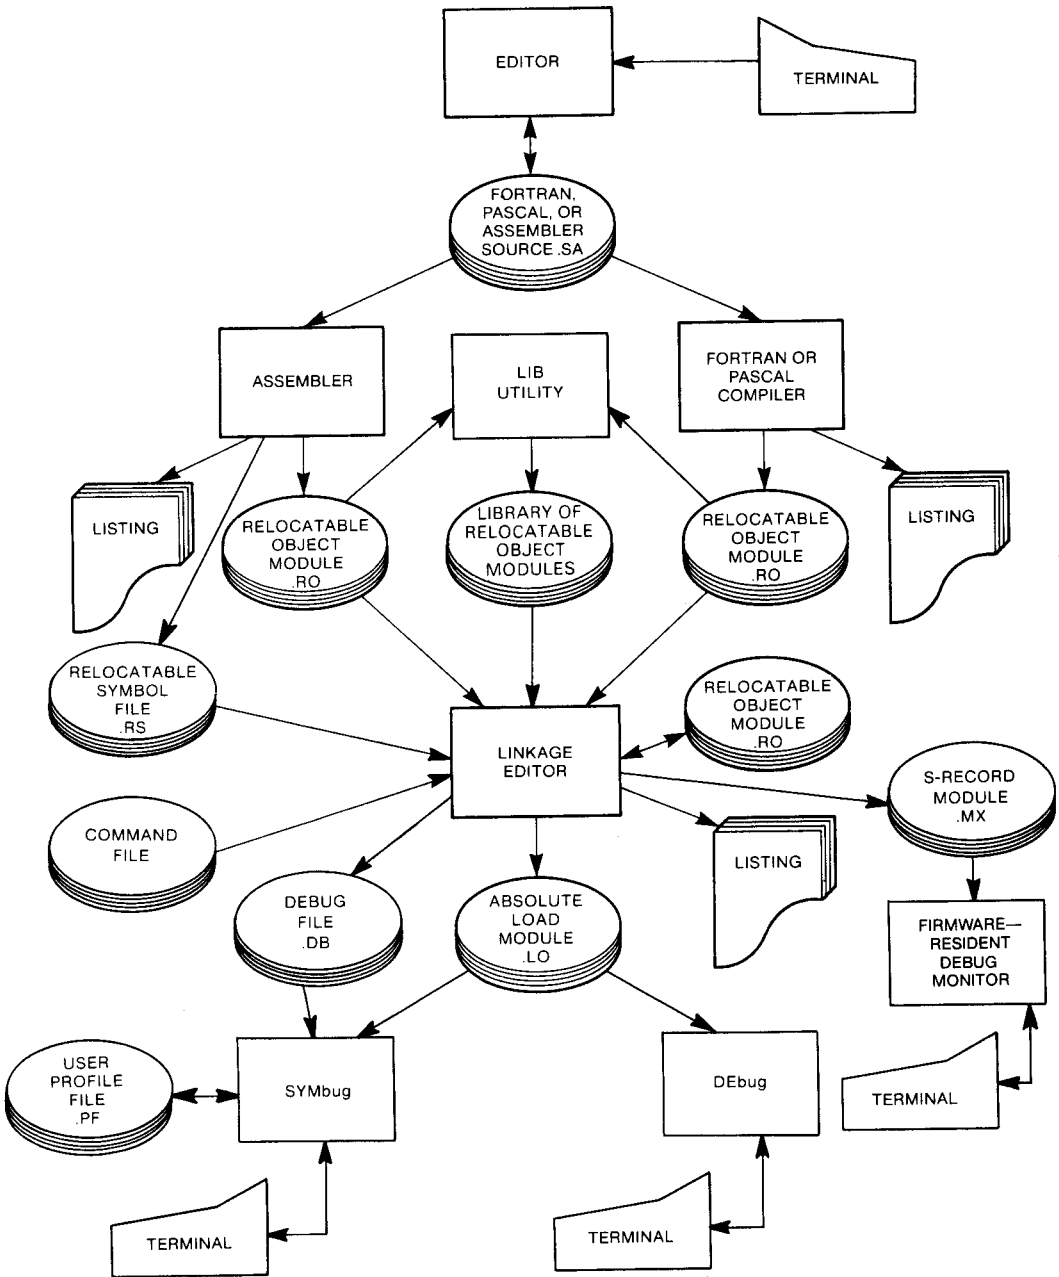 EDITOR
TERMINAL
FORTRAN,
PASCAL, OR
ASSEMBLER
SOURCE .SA
ASSEMBLER
LIB
UTILITY
FORTRAN OR
PASCAL
COMPILER
LISTING
RELOCATABLE
OBJECT
MODULE
.RO
LIBRARY OF
RELOCATABLE
OBJECT
MODULES
RELOCATABLE
OBJECT
MODULE
.RO
LISTING
RELOCATABLE
SYMBOL
FILE
.RS
LINKAGE
EDITOR
RELOCATABLE
OBJECT
MODULE
.RO
S-RECORD
MODULE
.MX
COMMAND
FILE
LISTING
DEBUG
FILE
.DB
ABSOLUTE
LOAD
MODULE
.LO
FIRMWARE—
RESIDENT
DEBUG
MONITOR
USER
PROFILE
FILE
.PF
SYMbug
DEbug
TERMINAL
TERMINAL
TERMINAL